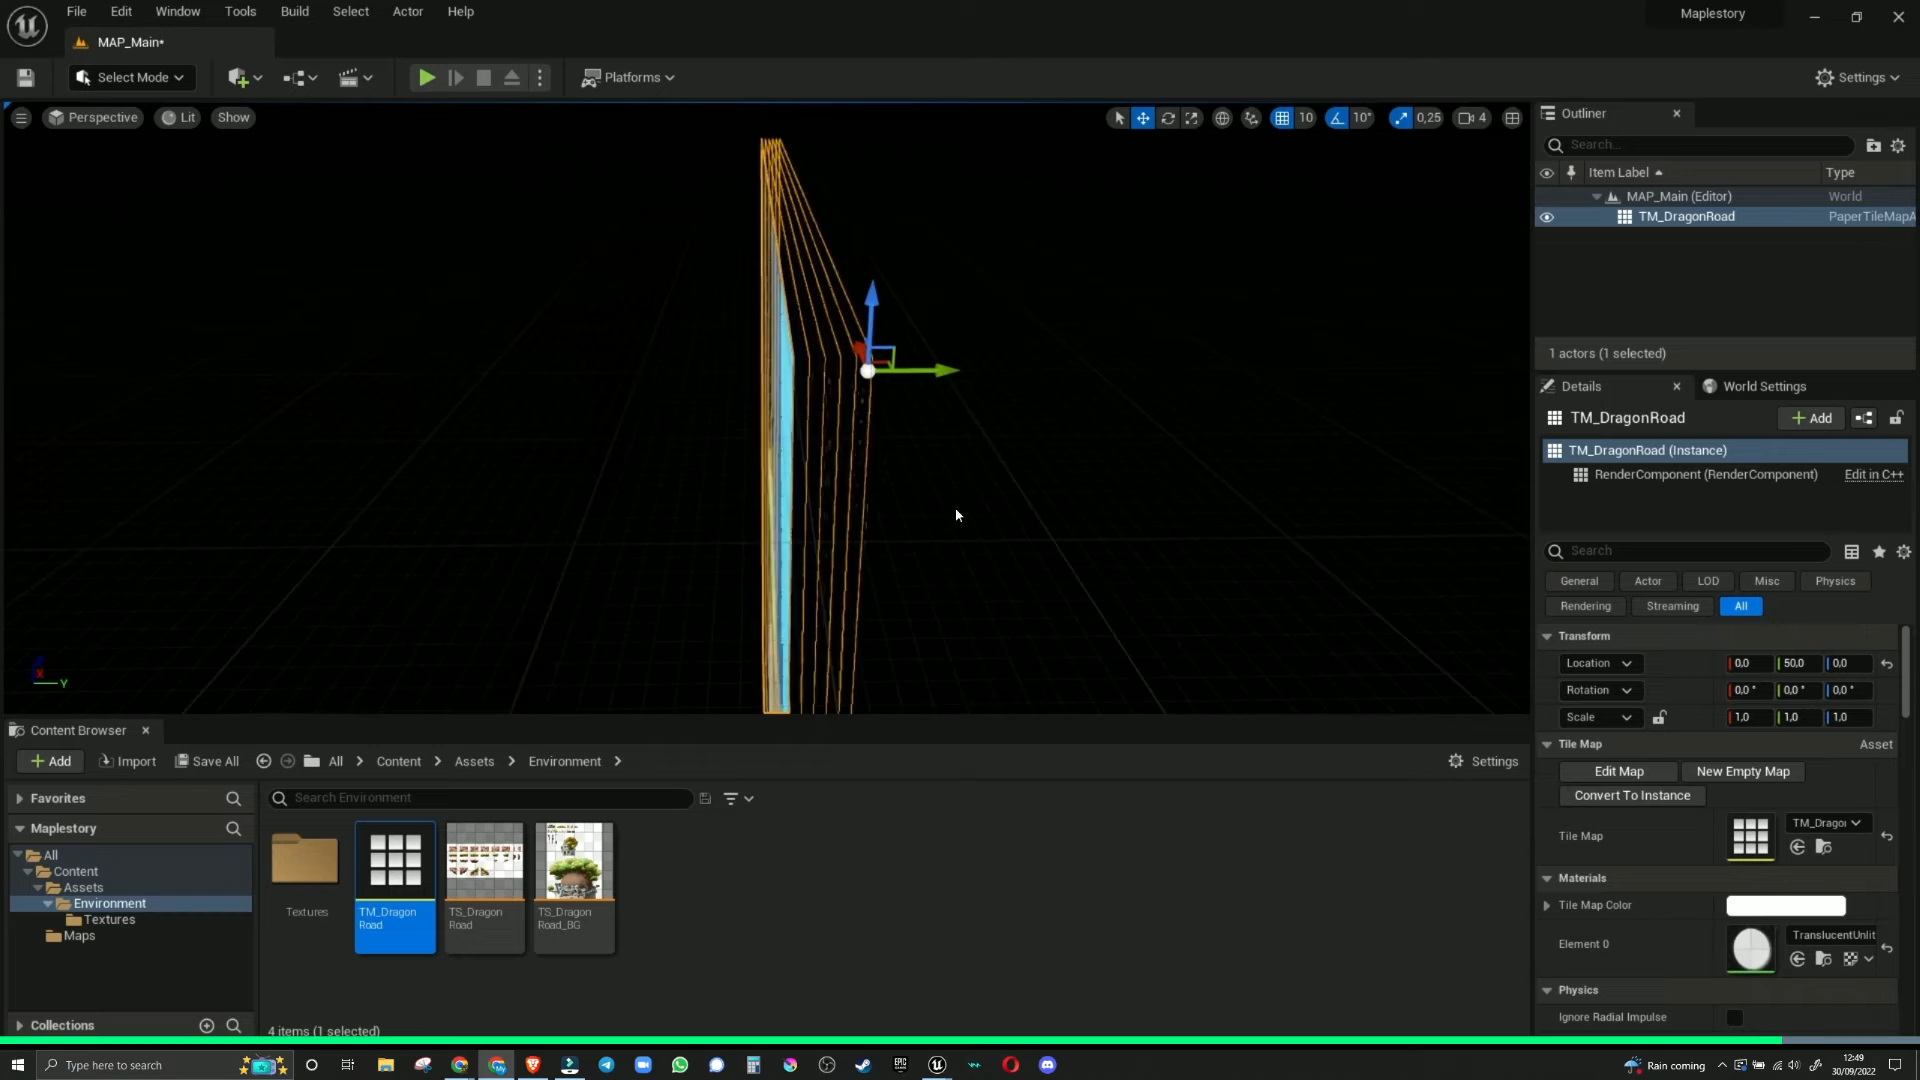 File Edit Window Tools Build Select Actor Help
Maplestory
MAP_Main*
Select Mode
Platforms
Settings
Perspective Lit Show
10 10° 0,25 4
Outliner
Search...
Item Label Type
MAP_Main (Editor) World
TM_DragonRoad PaperTileMapA
1 actors (1 selected)
Details World Settings
TM_DragonRoad Add
TM_DragonRoad (Instance)
RenderComponent (RenderComponent) Edit in C++
Search
General Actor LOD Misc Physics
Rendering Streaming All
Transform
Location 0,0 50,0 0,0
Rotation 0,0 ° 0,0 ° 0,0 °
Scale 1,0 1,0 1,0
Tile Map Asset
Edit Map New Empty Map
Convert To Instance
Tile Map TM_Dragon
Materials
Tile Map Color
Element 0 TranslucentUnlit
Physics
Ignore Radial Impulse
X Y
Content Browser
Add Import Save All All Content Assets Environment Settings
Favorites
Search Environment
Maplestory
All
Content
Assets
Environment
Textures
Maps
Collections
Textures
TM_Dragon
Road
TS_Dragon
Road
TS_Dragon
Road_BG
4 items (1 selected)
Type here to search
Rain coming
12:49
30/09/2022